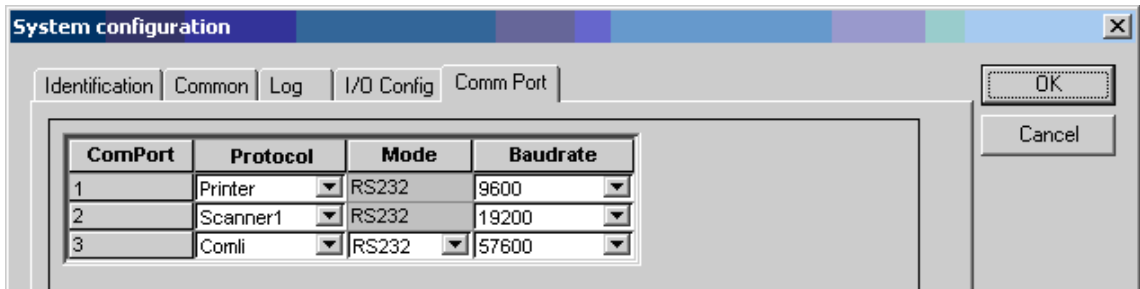 System configuration
Identification Common Log I/O Config Comm Port
OK
Cancel
ComPort Protocol Mode Baudrate
1 Printer RS232 9600
2 Scanner1 RS232 19200
3 Comli RS232 57600